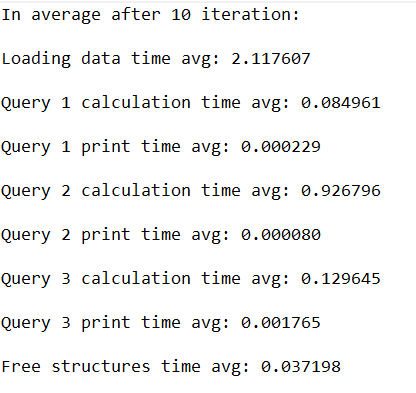 In average after 10 iteration:
Loading data time avg: 2.117607
Query 1 calculation time avg: 0.084961
Query 1 print time avg: 0.000229
Query 2 calculation time avg: 0.926796
Query 2 print time avg: 0.000080
Query 3 calculation time avg: 0.129645
Query 3 print time avg: 0.001765
Free structures time avg: 0.037198